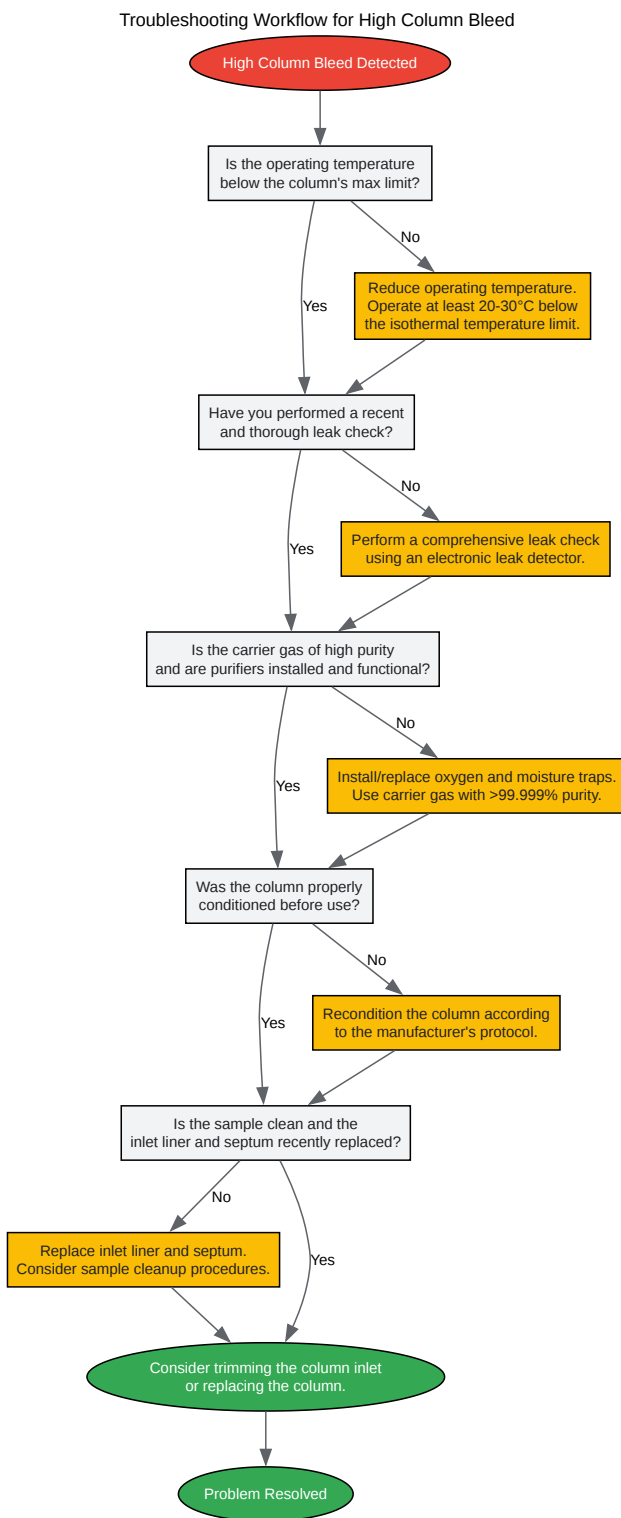 Troubleshooting Workflow for High Column Bleed
High Column Bleed Detected
Is the operating temperature
below the column's max limit?
No
Reduce operating temperature.
Operate at least 20-30°C below
the isothermal temperature limit.
Yes
Have you performed a recent
and thorough leak check?
No
Perform a comprehensive leak check
using an electronic leak detector.
Yes
Is the carrier gas of high purity
and are purifiers installed and functional?
No
Install/replace oxygen and moisture traps.
Use carrier gas with >99.999% purity.
Yes
Was the column properly
conditioned before use?
No
Recondition the column according
to the manufacturer's protocol.
Yes
Is the sample clean and the
inlet liner and septum recently replaced?
No
Replace inlet liner and septum.
Consider sample cleanup procedures.
Yes
Consider trimming the column inlet
or replacing the column.
Problem Resolved